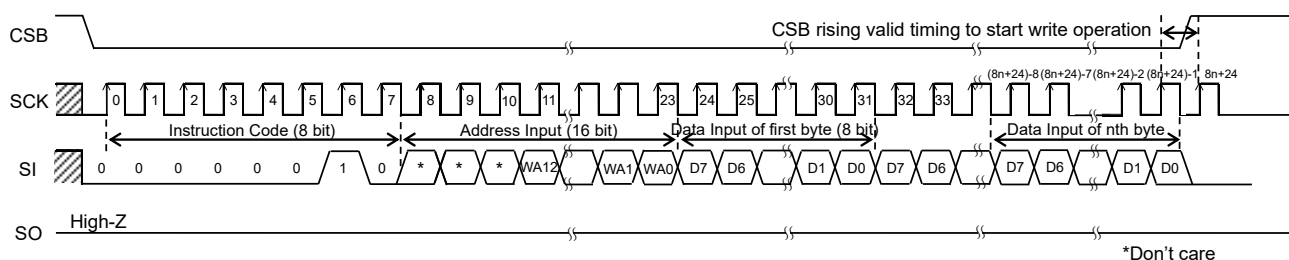 CSB
CSB rising valid timing to start write operation
SCK
0 1 2 3 4 5 6 7 8 9 10 11 23 24 25 30 31 32 33 (8n+24)-8 (8n+24)-7 (8n+24)-2 (8n+24)-1 8n+24
Instruction Code (8 bit) Address Input (16 bit) Data Input of first byte (8 bit) Data Input of nth byte
SI
0 0 0 0 0 0 1 0 * * * WA12 WA1 WA0 D7 D6 D1 D0 D7 D6 D7 D6 D1 D0
High-Z
SO
*Don't care